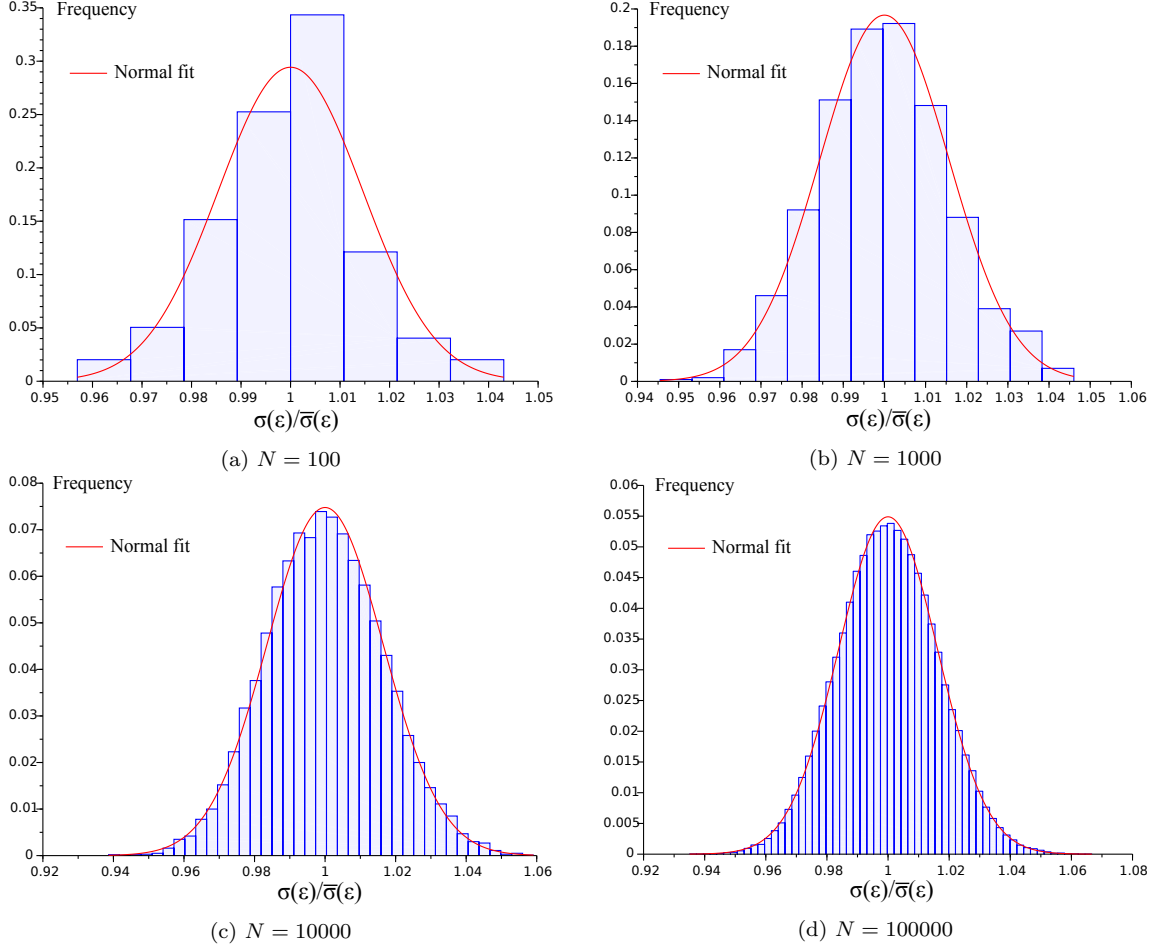 Frequency
0.35
0.3
0.25
0.2
0.15
0.1
0.05
0
Normal fit
0.95 0.96 0.97 0.98 0.99 1 1.01 1.02 1.03 1.04 1.05
σ(ε)/σ̅(ε)
(a) N = 100
Frequency
0.2
0.18
0.16
0.14
0.12
0.1
0.08
0.06
0.04
0.02
0
Normal fit
0.94 0.95 0.96 0.97 0.98 0.99 1 1.01 1.02 1.03 1.04 1.05 1.06
σ(ε)/σ̅(ε)
(b) N = 1000
Frequency
0.08
0.07
0.06
0.05
0.04
0.03
0.02
0.01
0
Normal fit
0.92 0.94 0.96 0.98 1 1.02 1.04 1.06
σ(ε)/σ̅(ε)
(c) N = 10000
Frequency
0.06
0.055
0.05
0.045
0.04
0.035
0.03
0.025
0.02
0.015
0.01
0.005
0
Normal fit
0.92 0.94 0.96 0.98 1 1.02 1.04 1.06 1.08
σ(ε)/σ̅(ε)
(d) N = 100000